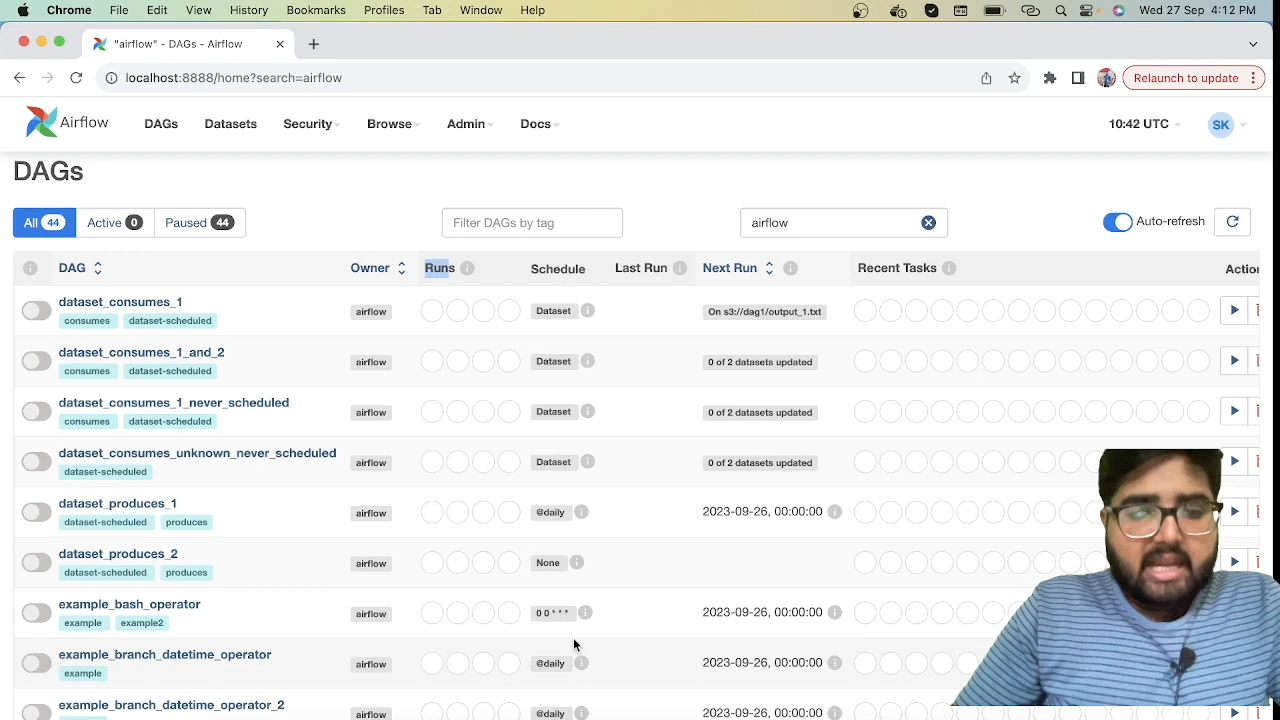 Chrome File Edit View History Bookmarks Profiles Tab Window Help Wed 27 Sep 4:12 PM
"airflow" - DAGs - Airflow
localhost:8888/home?search=airflow Relaunch to update
Airflow DAGs Datasets Security Browse Admin Docs 10:42 UTC SK
DAGs
All 44 Active 0 Paused 44 Filter DAGs by tag airflow Auto-refresh
DAG Owner Runs Schedule Last Run Next Run Recent Tasks Action
dataset_consumes_1
airflow Dataset On s3://dag1/output_1.txt
consumes dataset-scheduled
dataset_consumes_1_and_2
airflow Dataset 0 of 2 datasets updated
consumes dataset-scheduled
dataset_consumes_1_never_scheduled
airflow Dataset 0 of 2 datasets updated
consumes dataset-scheduled
dataset_consumes_unknown_never_scheduled
airflow Dataset 0 of 2 datasets updated
dataset-scheduled
dataset_produces_1
airflow @daily 2023-09-26, 00:00:00
dataset-scheduled produces
dataset_produces_2
airflow None
dataset-scheduled produces
example_bash_operator
airflow 0 0 * * * 2023-09-26, 00:00:00
example example2
example_branch_datetime_operator
airflow @daily 2023-09-26, 00:00:00
example
example_branch_datetime_operator_2
airflow @daily 2023-09-26, 00:00:00